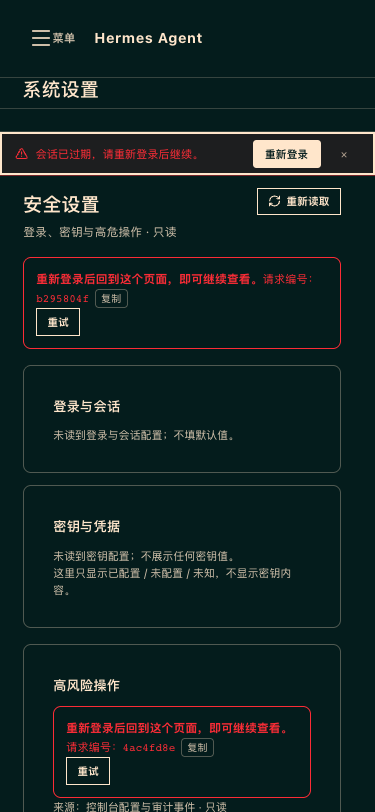 菜单 Hermes Agent
系统设置
会话已过期，请重新登录后继续。 重新登录 ×
安全设置 重新读取
登录、密钥与高危操作 · 只读
重新登录后回到这个页面，即可继续查看。请求编号：
b295804f 复制
重试
登录与会话
未读到登录与会话配置；不填默认值。
密钥与凭据
未读到密钥配置；不展示任何密钥值。
这里只显示已配置 / 未配置 / 未知，不显示密钥内
容。
高风险操作
重新登录后回到这个页面，即可继续查看。
请求编号：4ac4fd8e 复制
重试
来源：控制台配置与审计事件 · 只读